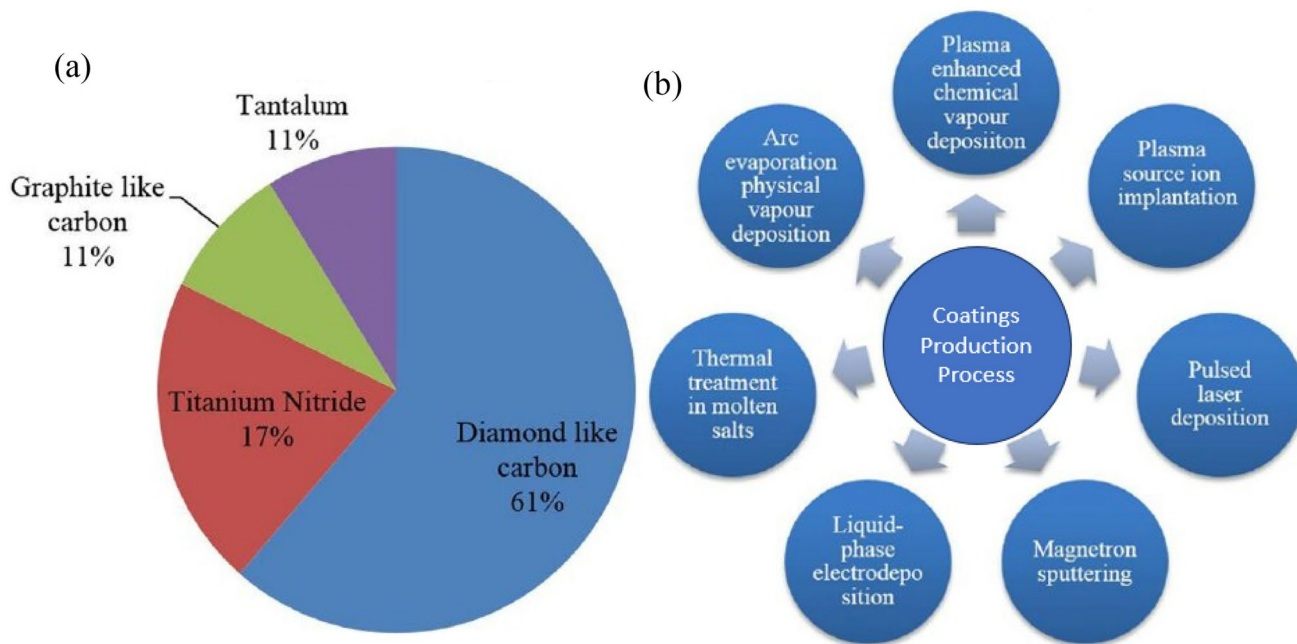 (a)
Tantalum
11%
Graphite like
carbon
11%
Titanium Nitride
17%
Diamond like
carbon
61%
(b)
Plasma
enhanced
chemical
vapour
deposiiton
Plasma
source ion
implantation
Pulsed
laser
deposition
Magnetron
sputtering
Liquid-
phase
electrodepo
sition
Thermal
treatment
in molten
salts
Arc
evaporation
physical
vapour
deposition
Coatings
Production
Process